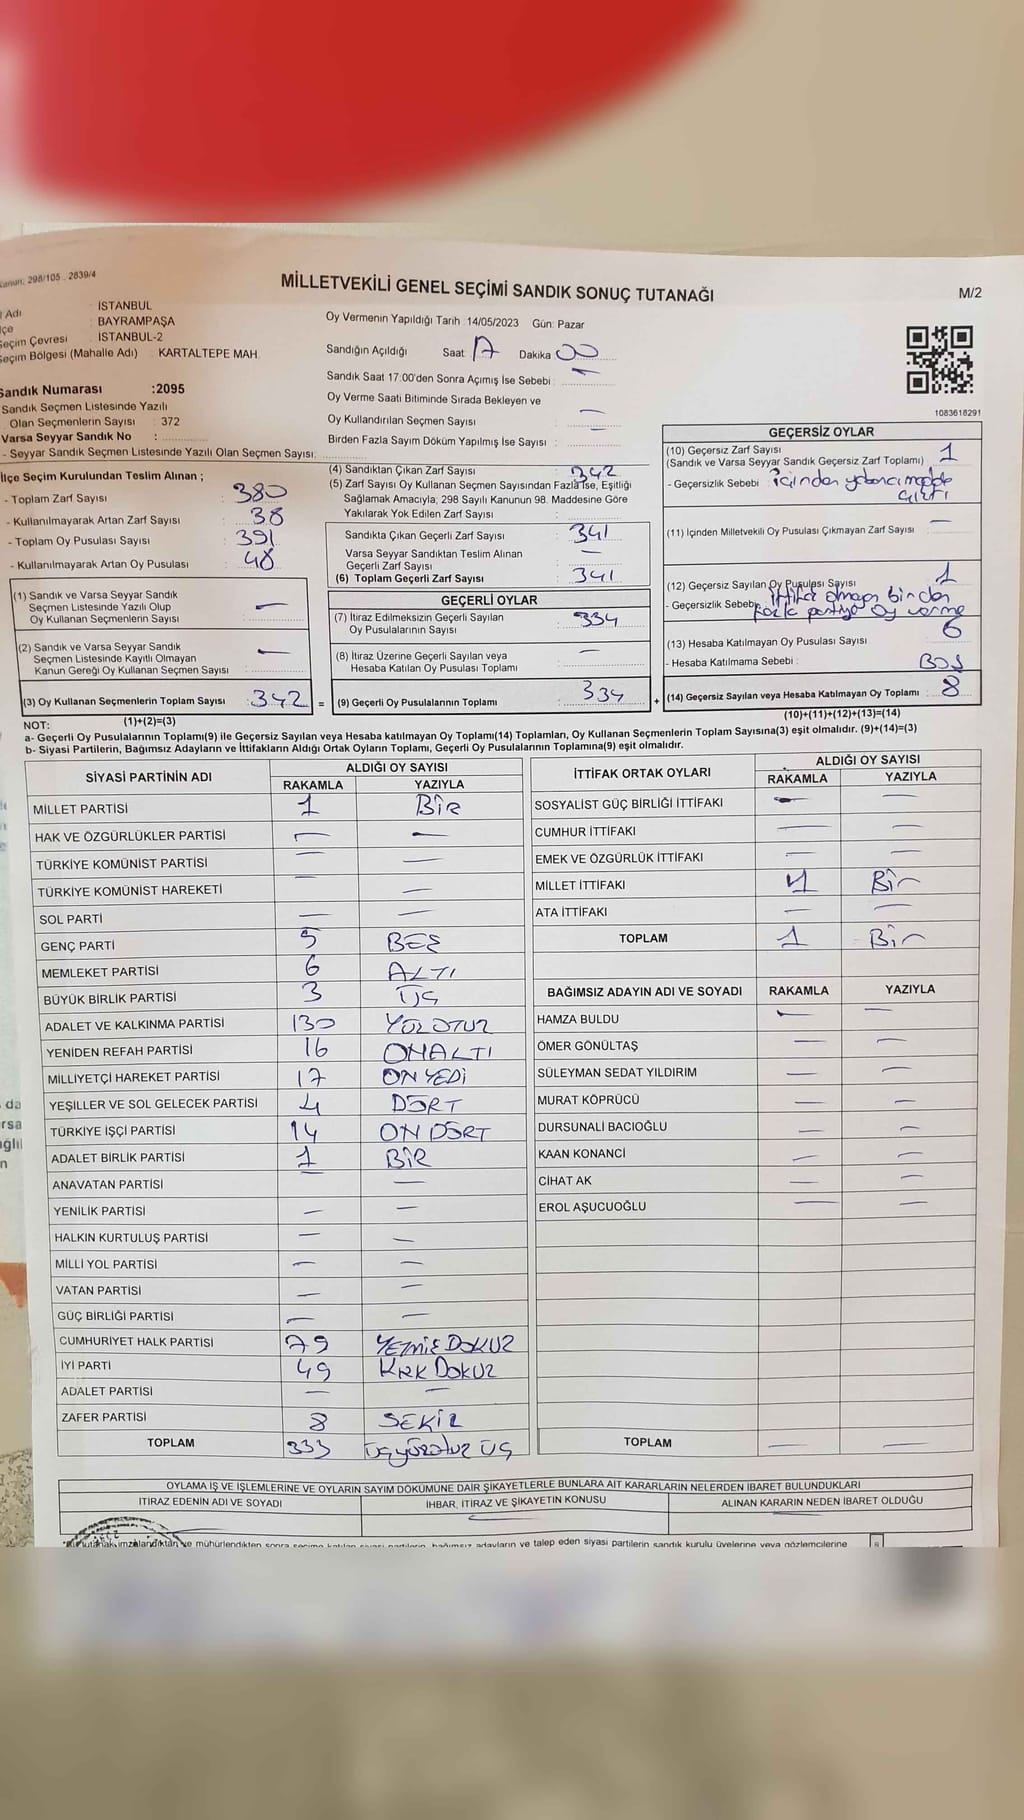 Kanun: 298/105 . 2839/4
MİLLETVEKİLİ GENEL SEÇİMİ SANDIK SONUÇ TUTANAĞI
M/2
Adı : İSTANBUL
lçe : BAYRAMPAŞA
Seçim Çevresi : İSTANBUL-2
Seçim Bölgesi (Mahalle Adı) : KARTALTEPE MAH.
Sandık Numarası :2095
Sandık Seçmen Listesinde Yazılı
Olan Seçmenlerin Sayısı : 372
Varsa Seyyar Sandık No :
- Seyyar Sandık Seçmen Listesinde Yazılı Olan Seçmen Sayısı:
Oy Vermenin Yapıldığı Tarih :14/05/2023 Gün: Pazar
Sandığın Açıldığı Saat 17 Dakika 00
Sandık Saat 17:00'den Sonra Açılmış İse Sebebi : —
Oy Verme Saati Bitiminde Sırada Bekleyen ve
Oy Kullandırılan Seçmen Sayısı : —
Birden Fazla Sayım Döküm Yapılmış İse Sayısı : —
1083618291
İlçe Seçim Kurulundan Teslim Alınan ;
- Toplam Zarf Sayısı : 380
- Kullanılmayarak Artan Zarf Sayısı : 38
- Toplam Oy Pusulası Sayısı : 391
- Kullanılmayarak Artan Oy Pusulası : 48
(1) Sandık ve Varsa Seyyar Sandık
Seçmen Listesinde Yazılı Olup
Oy Kullanan Seçmenlerin Sayısı : —
(2) Sandık ve Varsa Seyyar Sandık
Seçmen Listesinde Kayıtlı Olmayan
Kanun Gereği Oy Kullanan Seçmen Sayısı : —
(3) Oy Kullanan Seçmenlerin Toplam Sayısı : 342 =
(1)+(2)=(3)
(4) Sandıktan Çıkan Zarf Sayısı : 342
(5) Zarf Sayısı Oy Kullanan Seçmen Sayısından Fazla İse, Eşitliği
Sağlamak Amacıyla; 298 Sayılı Kanunun 98. Maddesine Göre
Yakılarak Yok Edilen Zarf Sayısı :
Sandıkta Çıkan Geçerli Zarf Sayısı : 341
Varsa Seyyar Sandıktan Teslim Alınan
Geçerli Zarf Sayısı : —
(6) Toplam Geçerli Zarf Sayısı : 341
GEÇERLİ OYLAR
(7) İtiraz Edilmeksizin Geçerli Sayılan
Oy Pusulalarının Sayısı : 334
(8) İtiraz Üzerine Geçerli Sayılan veya
Hesaba Katılan Oy Pusulası Toplamı : —
(9) Geçerli Oy Pusulalarının Toplamı : 334 +
GEÇERSİZ OYLAR
(10) Geçersiz Zarf Sayısı
(Sandık ve Varsa Seyyar Sandık Geçersiz Zarf Toplamı) : 1
- Geçersizlik Sebebi : içinden yabancı madde
çıktı
(11) İçinden Milletvekili Oy Pusulası Çıkmayan Zarf Sayısı : —
(12) Geçersiz Sayılan Oy Pusulası Sayısı : 1
- Geçersizlik Sebebi : ittifak olmayan birden
fazla partiye oy verme
(13) Hesaba Katılmayan Oy Pusulası Sayısı : 6
- Hesaba Katılmama Sebebi : BOŞ
(14) Geçersiz Sayılan veya Hesaba Katılmayan Oy Toplamı : 8
(10)+(11)+(12)+(13)=(14)
NOT:
a- Geçerli Oy Pusulalarının Toplamı(9) ile Geçersiz Sayılan veya Hesaba katılmayan Oy Toplamı(14) Toplamları, Oy Kullanan Seçmenlerin Toplam Sayısına(3) eşit olmalıdır. (9)+(14)=(3)
b- Siyasi Partilerin, Bağımsız Adayların ve İttifakların Aldığı Ortak Oyların Toplamı, Geçerli Oy Pusulalarının Toplamına(9) eşit olmalıdır.
SİYASİ PARTİNİN ADI ALDIĞI OY SAYISI
RAKAMLA YAZIYLA
MİLLET PARTİSİ 1 BİR
HAK VE ÖZGÜRLÜKLER PARTİSİ — —
TÜRKİYE KOMÜNİST PARTİSİ — —
TÜRKİYE KOMÜNİST HAREKETİ — —
SOL PARTİ — —
GENÇ PARTİ 5 BEŞ
MEMLEKET PARTİSİ 6 ALTI
BÜYÜK BİRLİK PARTİSİ 3 ÜÇ
ADALET VE KALKINMA PARTİSİ 130 YÜZOTUZ
YENİDEN REFAH PARTİSİ 16 ONALTI
MİLLİYETÇİ HAREKET PARTİSİ 17 ON YEDİ
YEŞİLLER VE SOL GELECEK PARTİSİ 4 DÖRT
TÜRKİYE İŞÇİ PARTİSİ 14 ON DÖRT
ADALET BİRLİK PARTİSİ 1 BİR
ANAVATAN PARTİSİ — —
YENİLİK PARTİSİ — —
HALKIN KURTULUŞ PARTİSİ — —
MİLLİ YOL PARTİSİ — —
VATAN PARTİSİ — —
GÜÇ BİRLİĞİ PARTİSİ — —
CUMHURİYET HALK PARTİSİ 79 YETMİŞ DOKUZ
İYİ PARTİ 49 KIRK DOKUZ
ADALET PARTİSİ — —
ZAFER PARTİSİ 8 SEKİZ
TOPLAM 333 üçyüzotuz üç
İTTİFAK ORTAK OYLARI ALDIĞI OY SAYISI
RAKAMLA YAZIYLA
SOSYALİST GÜÇ BİRLİĞİ İTTİFAKI — —
CUMHUR İTTİFAKI — —
EMEK VE ÖZGÜRLÜK İTTİFAKI — —
MİLLET İTTİFAKI 1 Bir
ATA İTTİFAKI — —
TOPLAM 1 Bir
BAĞIMSIZ ADAYIN ADI VE SOYADI RAKAMLA YAZIYLA
HAMZA BULDU — —
ÖMER GÖNÜLTAŞ — —
SÜLEYMAN SEDAT YILDIRIM — —
MURAT KÖPRÜCÜ — —
DURSUNALİ BACIOĞLU — —
KAAN KONANCİ — —
CİHAT AK — —
EROL AŞUCUOĞLU — —
TOPLAM — —
OYLAMA İŞ VE İŞLEMLERİNE VE OYLARIN SAYIM DÖKÜMÜNE DAİR ŞİKAYETLERLE BUNLARA AİT KARARLARIN NELERDEN İBARET BULUNDUKLARI
İTİRAZ EDENİN ADI VE SOYADI İHBAR, İTİRAZ VE ŞİKAYETİN KONUSU ALINAN KARARIN NEDEN İBARET OLDUĞU
imzalandıktan ve mühürlendikten sonra seçime katılan siyasi partilerin, bağımsız adayların ve talep eden siyasi partilerin sandık kurulu üyelerine veya gözlemcilerine